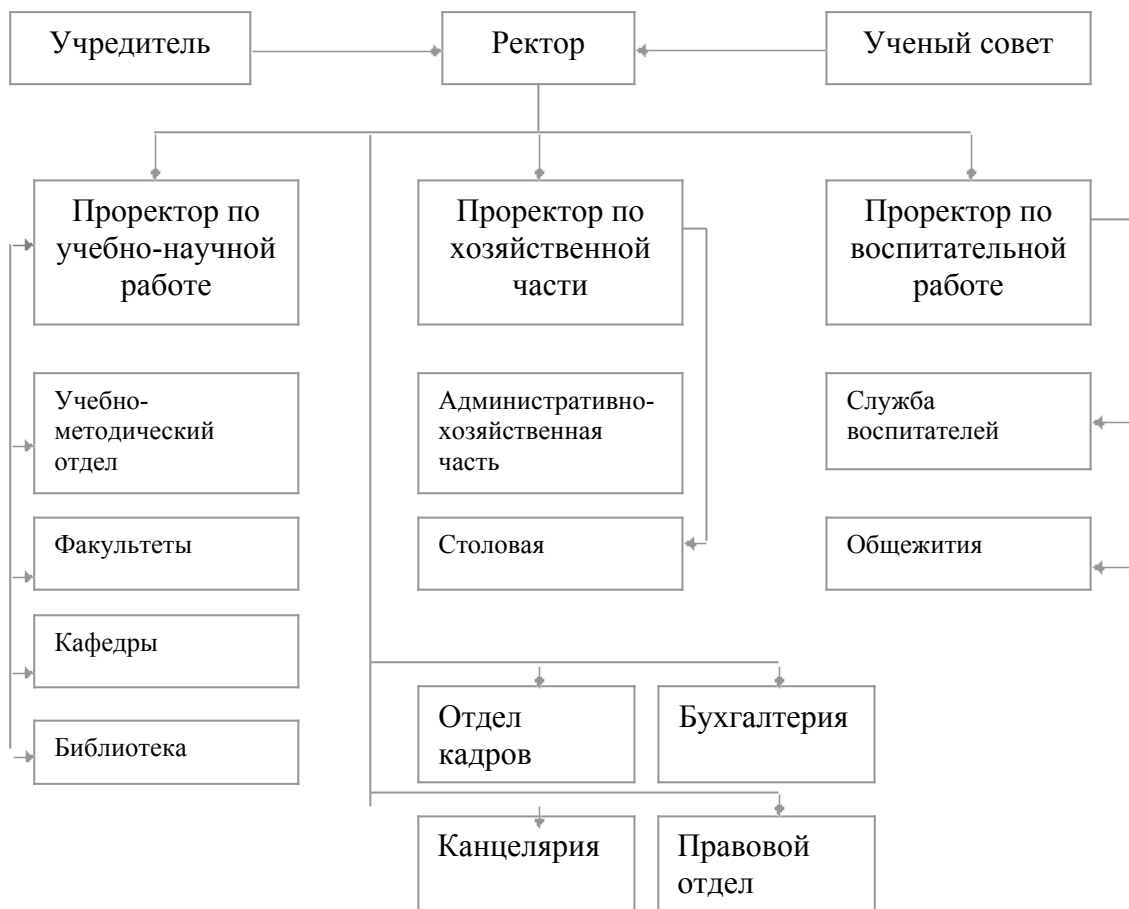 Учредитель
Ректор
Ученый совет
Проректор по
учебно-научной
работе
Проректор по
хозяйственной
части
Проректор по
воспитательной
работе
Учебно-
методический
отдел
Административно-
хозяйственная
часть
Служба
воспитателей
Факультеты
Столовая
Общежития
Кафедры
Библиотека
Отдел
кадров
Бухгалтерия
Канцелярия
Правовой
отдел